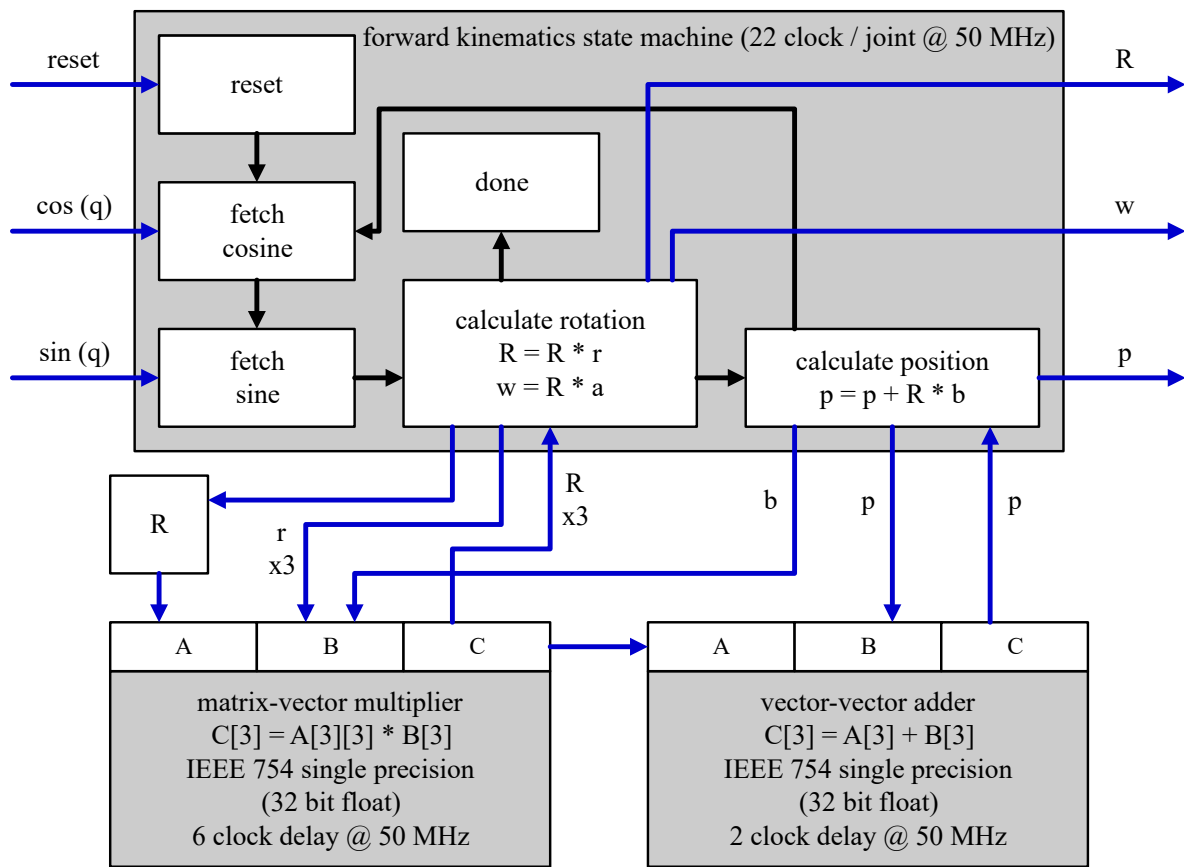 forward kinematics state machine (22 clock / joint @ 50 MHz)
reset
reset
R
done
cos (q)
fetch
cosine
w
sin (q)
fetch
sine
calculate rotation
R = R * r
w = R * a
calculate position
p = p + R * b
p
R
r
x3
R
x3
b
p
p
A
B
C
matrix-vector multiplier
C[3] = A[3][3] * B[3]
IEEE 754 single precision
(32 bit float)
6 clock delay @ 50 MHz
A
B
C
vector-vector adder
C[3] = A[3] + B[3]
IEEE 754 single precision
(32 bit float)
2 clock delay @ 50 MHz